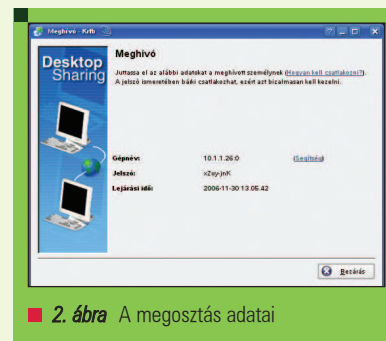 Meghívó - Krfb
Desktop
Sharing
Meghívó
Juttassa el az alábbi adatokat a meghívott személynek (Hogyan kell csatlakozni?).
A jelszó ismeretében bárki csatlakozhat, ezért azt bizalmasan kell kezelni.
Gépnév: 10.1.1.26:0 (Segítség)
Jelszó: xZsy-jnK
Lejárási idő: 2006-11-30 13.05.42
Bezárás
2. ábra A megosztás adatai